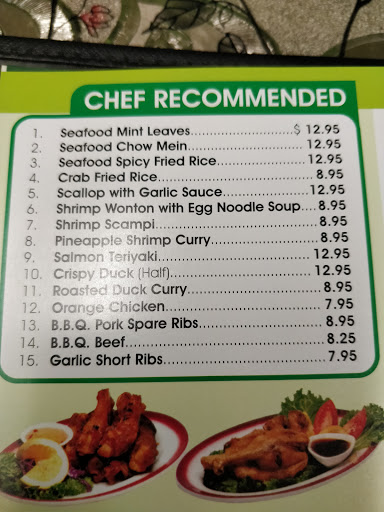 CHEF RECOMMENDED
1. Seafood Mint Leaves....................$ 12.95
2. Seafood Chow Mein......................12.95
3. Seafood Spicy Fried Rice.................12.95
4. Crab Fried Rice............................8.95
5. Scallop with Garlic Sauce................12.95
6. Shrimp Wonton with Egg Noodle Soup....8.95
7. Shrimp Scampi............................8.95
8. Pineapple Shrimp Curry..................8.95
9. Salmon Teriyaki..........................12.95
10. Crispy Duck (Half).......................12.95
11. Roasted Duck Curry.....................8.95
12. Orange Chicken.........................7.95
13. B.B.Q. Pork Spare Ribs..................8.95
14. B.B.Q. Beef..............................8.25
15. Garlic Short Ribs.........................7.95